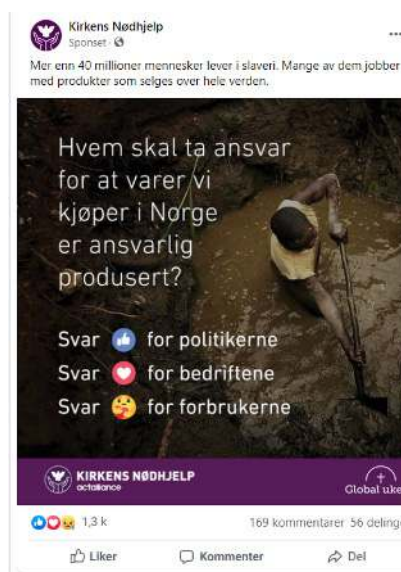 Kirkens Nødhjelp
Sponset ·
Mer enn 40 millioner mennesker lever i slaveri. Mange av dem jobber
med produkter som selges over hele verden.
Hvem skal ta ansvar
for at varer vi
kjøper i Norge
er ansvarlig
produsert?
Svar 👍 for politikerne
Svar ❤️ for bedriftene
Svar 🤗 for forbrukerne
KIRKENS NØDHJELP
actalliance
Global uke
1,3 k
169 kommentarer 56 delinge
Liker
Kommenter
Del